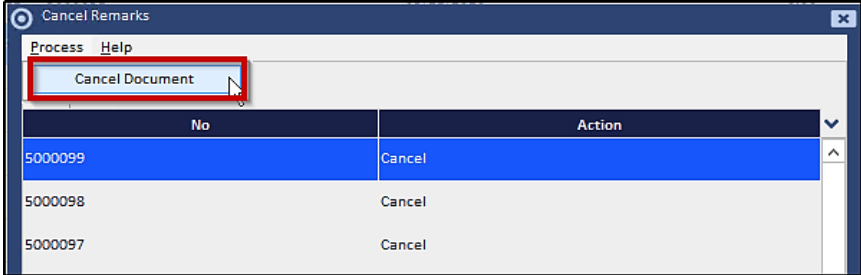 Cancel Remarks
Process Help
Cancel Document
No Action
5000099 Cancel
5000098 Cancel
5000097 Cancel